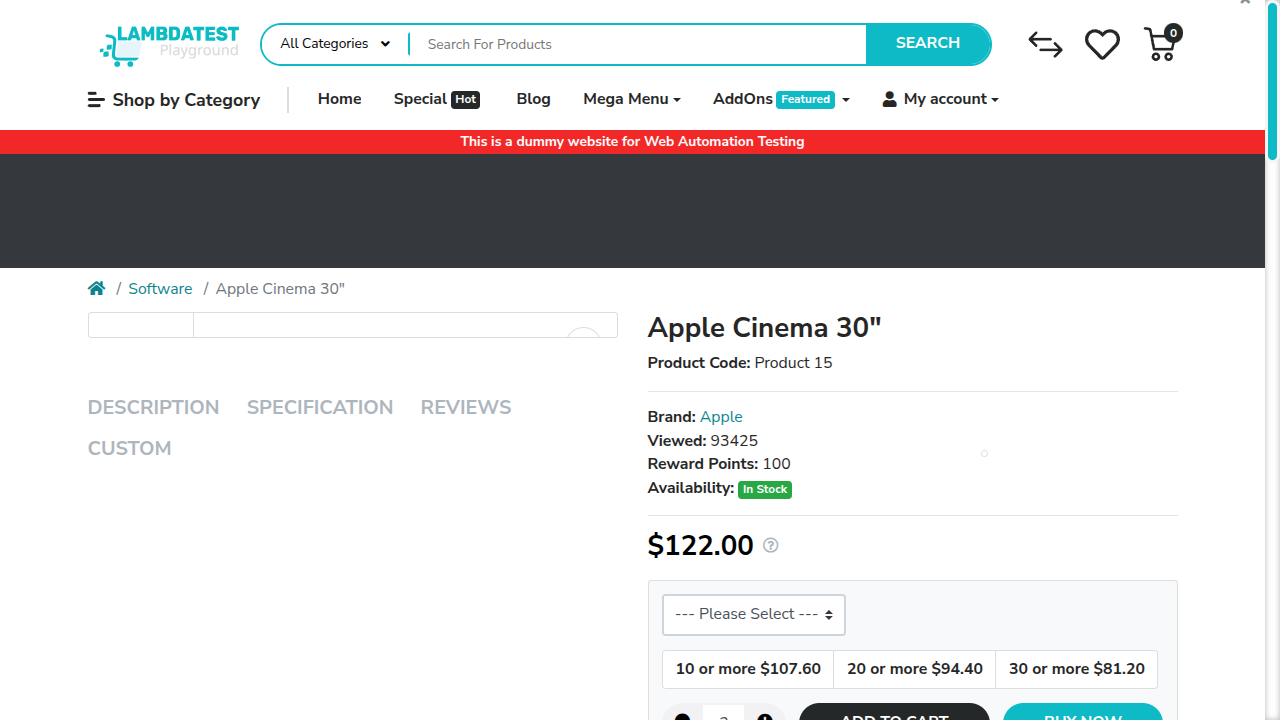 LAMBDATEST
Playground
All Categories
Search For Products
SEARCH
0
Shop by Category
Home
Special Hot
Blog
Mega Menu
AddOns Featured
My account
This is a dummy website for Web Automation Testing
/ Software / Apple Cinema 30"
Apple Cinema 30"
Product Code: Product 15
DESCRIPTION SPECIFICATION REVIEWS
CUSTOM
Brand: Apple
Viewed: 93425
Reward Points: 100
Availability: In Stock
$122.00
--- Please Select ---
10 or more $107.60
20 or more $94.40
30 or more $81.20
ADD TO CART
BUY NOW